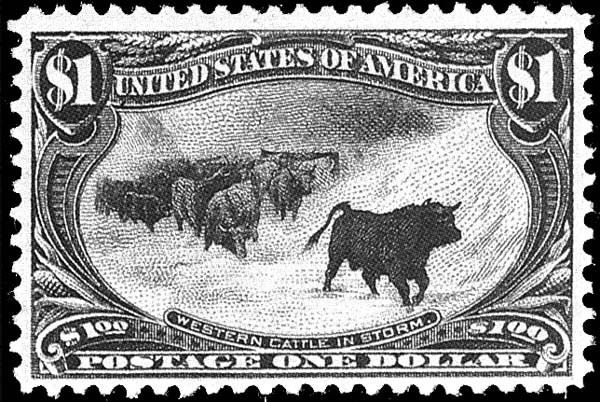 $1 UNITED STATES OF AMERICA $1
WESTERN CATTLE IN STORM.
$1.00 $1.00
POSTAGE ONE DOLLAR